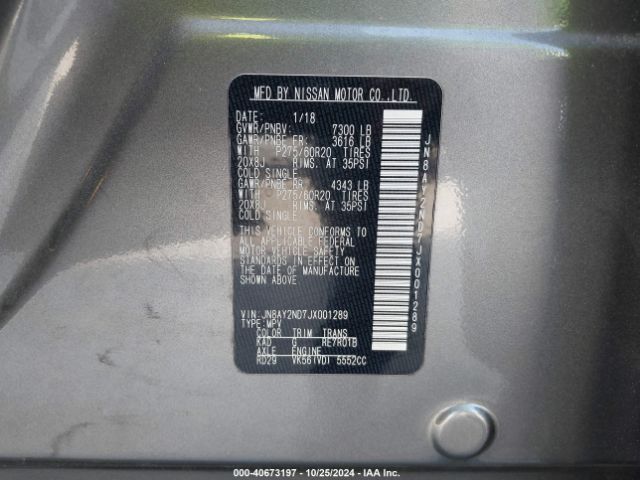 MFD BY NISSAN MOTOR CO.,LTD.
DATE: 1/18
GVWR/PNBV: 7300 LB
GAWR/PNBE FR: 3616 LB
WITH P275/60R20 TIRES
20X8J RIMS. AT 35PSI
COLD SINGLE
GAWR/PNBE RR: 4343 LB
WITH P275/60R20 TIRES
20X8J RIMS. AT 35PSI
COLD SINGLE
THIS VEHICLE CONFORMS TO
ALL APPLICABLE FEDERAL
MOTOR VEHICLE SAFETY
STANDARDS IN EFFECT ON
THE DATE OF MANUFACTURE
SHOWN ABOVE
VIN:JN8AY2ND7JX001289
TYPE:MPV
COLOR TRIM TRANS
KAD G RE7R01B
AXLE ENGINE
RD29 VK56(VD) 5552CC
JN8AY2ND7JX001289
000-40673197 - 10/25/2024 - IAA Inc.